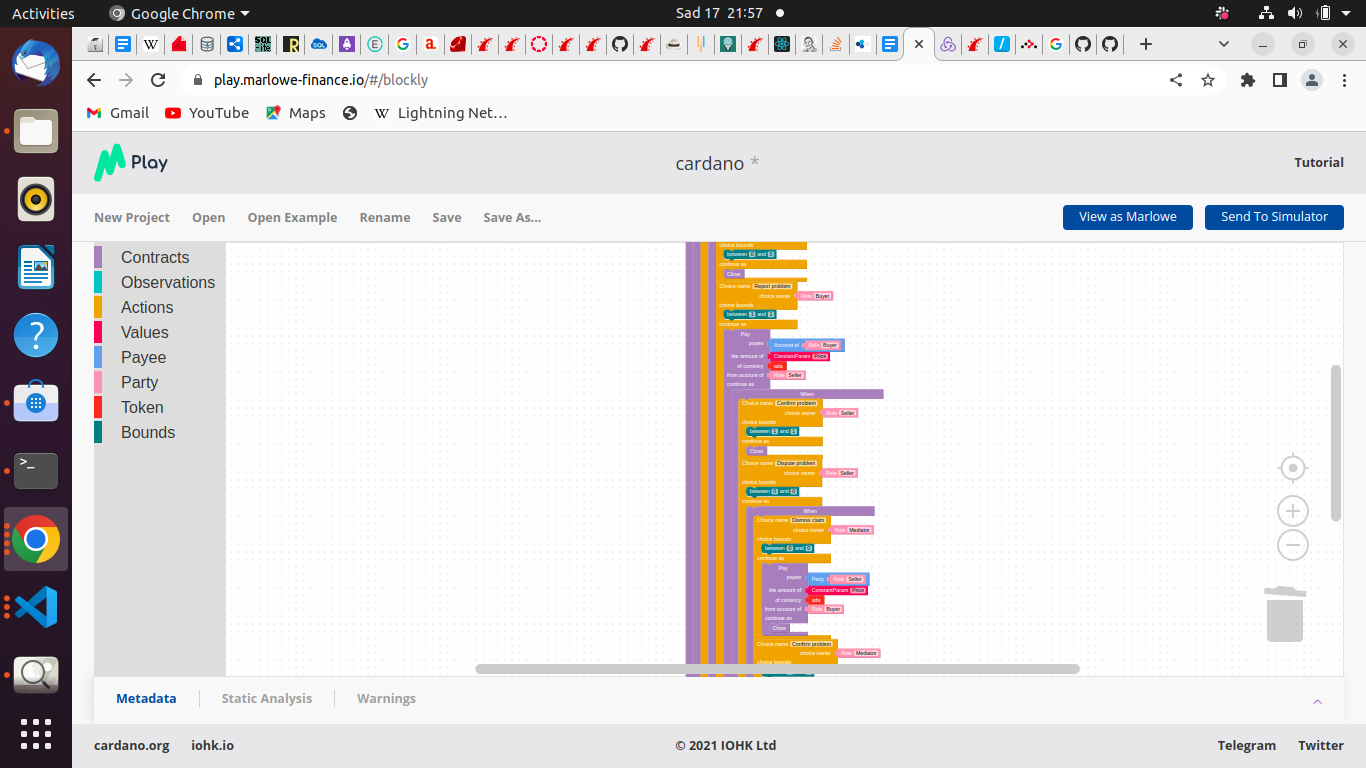 Activities
Google Chrome
Sad 17 21:57
play.marlowe-finance.io/#/blockly
Gmail
YouTube
Maps
Lightning Net…
Play
cardano *
Tutorial
New Project
Open
Open Example
Rename
Save
Save As...
View as Marlowe
Send To Simulator
Contracts
Observations
Actions
Values
Payee
Party
Token
Bounds
choice bounds
between 0 and 0
continue as
Close
Choice name Report problem
choice owner Role Buyer
choice bounds
between 1 and 1
continue as
Pay
payee Account of Role Buyer
the amount of ConstantParam Price
of currency ada
from account of Role Seller
continue as
When
Choice name Confirm problem
choice owner Role Seller
choice bounds
between 1 and 1
continue as
Close
Choice name Dispute problem
choice owner Role Seller
choice bounds
between 0 and 0
continue as
When
Choice name Dismiss claim
choice owner Role Mediator
choice bounds
between 0 and 0
continue as
Pay
payee Party Role Seller
the amount of ConstantParam Price
of currency ada
from account of Role Buyer
continue as
Close
Choice name Confirm problem
choice owner Role Mediator
choice bounds
Metadata
Static Analysis
Warnings
cardano.org
iohk.io
© 2021 IOHK Ltd
Telegram
Twitter